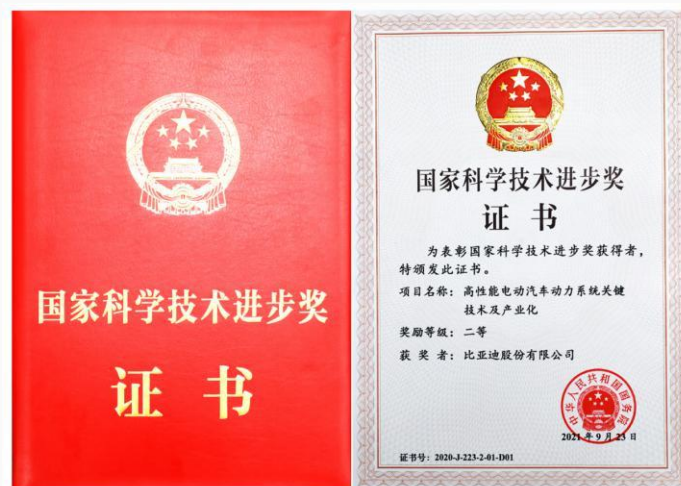 国家科学技术进步奖
证书
国家科学技术进步奖
证书
为表彰国家科学技术进步奖获得者，
特颁发此证书。
项目名称：高性能电动汽车动力系统关键
技术及产业化
奖励等级：二等
获奖者：比亚迪股份有限公司
中华人民共和国国务院
2021年9月23日
证书号：2020-J-223-2-01-D01